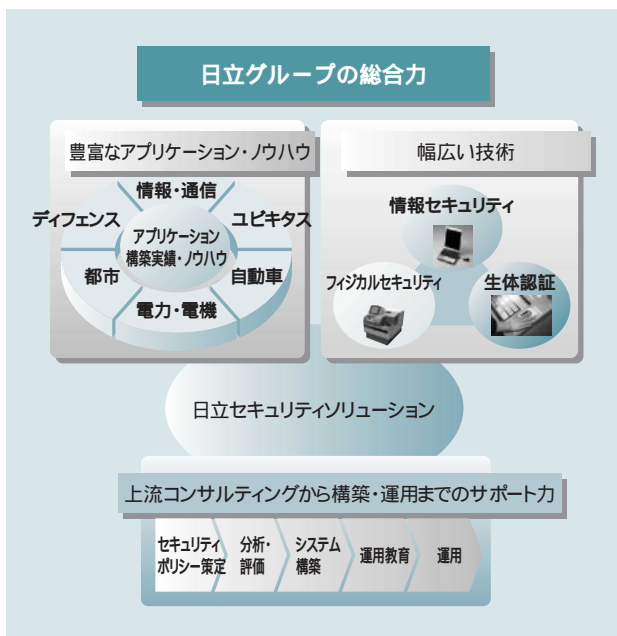 日立グループの総合力
豊富なアプリケーション・ノウハウ
情報・通信
ディフェンス
ユビキタス
アプリケーション
構築実績・ノウハウ
都市
自動車
電力・電機
幅広い技術
情報セキュリティ
フィジカルセキュリティ
生体認証
日立セキュリティソリューション
上流コンサルティングから構築・運用までのサポート力
セキュリティ
ポリシー策定
分析・
評価
システム
構築
運用教育
運用